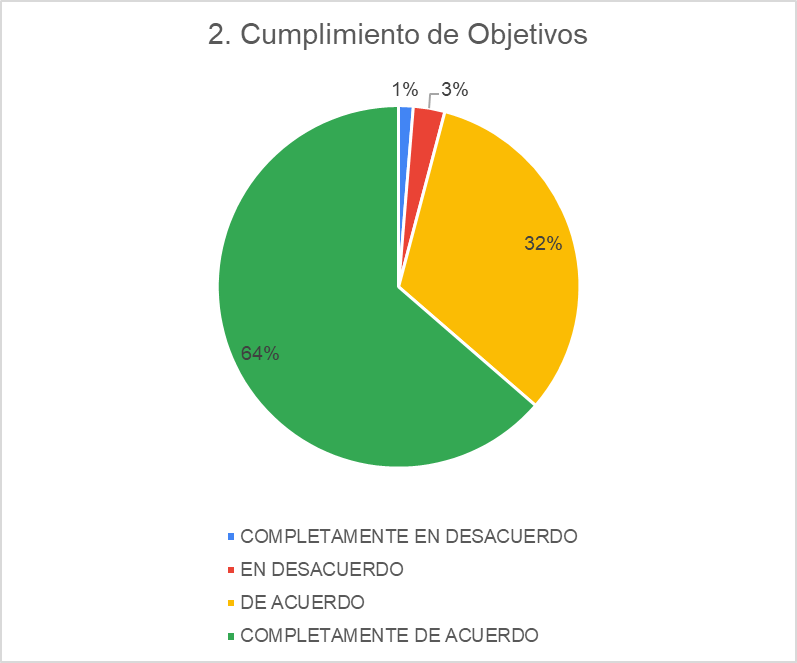 2. Cumplimiento de Objetivos
1%
3%
32%
64%
COMPLETAMENTE EN DESACUERDO
EN DESACUERDO
DE ACUERDO
COMPLETAMENTE DE ACUERDO